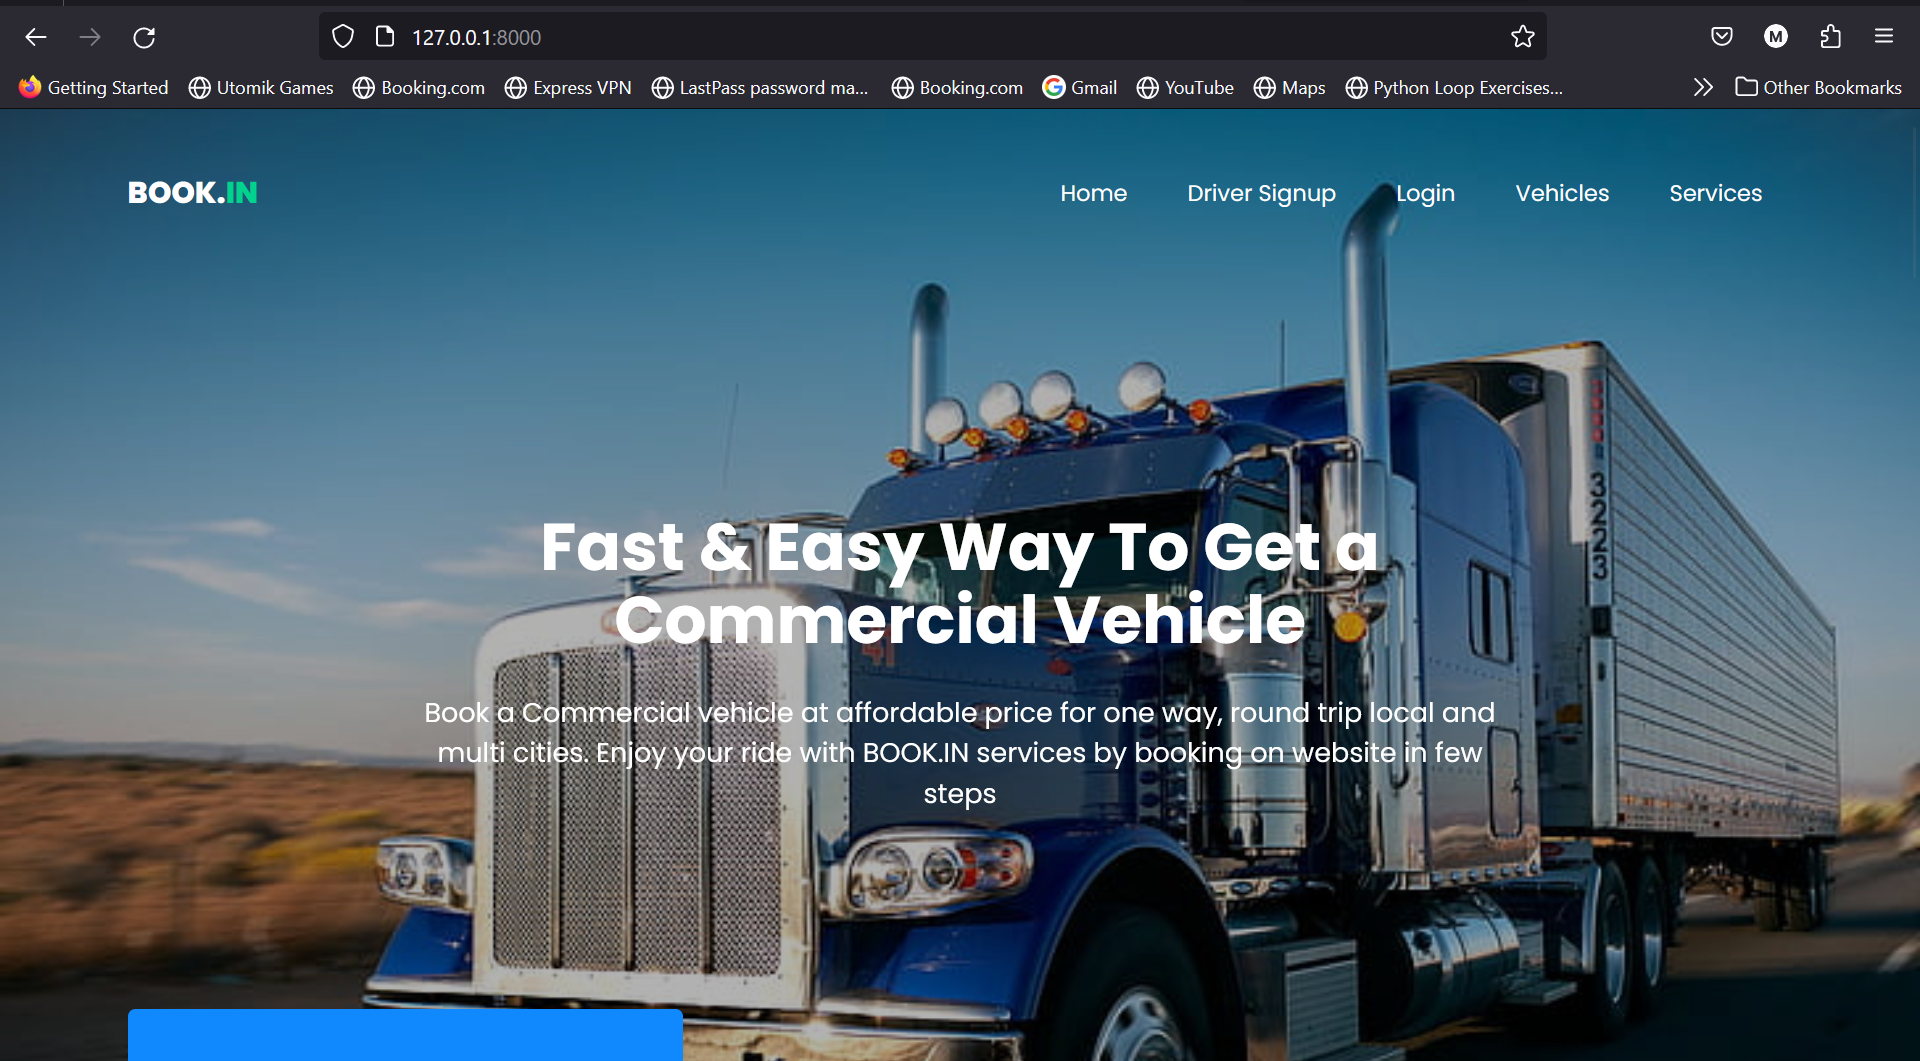 127.0.0.1:8000
Getting Started
Utomik Games
Booking.com
Express VPN
LastPass password ma...
Booking.com
Gmail
YouTube
Maps
Python Loop Exercises...
Other Bookmarks
M
BOOK.IN
Home
Driver Signup
Login
Vehicles
Services
Fast & Easy Way To Get a
Commercial Vehicle
Book a Commercial vehicle at affordable price for one way, round trip local and
multi cities. Enjoy your ride with BOOK.IN services by booking on website in few
steps
41
3223